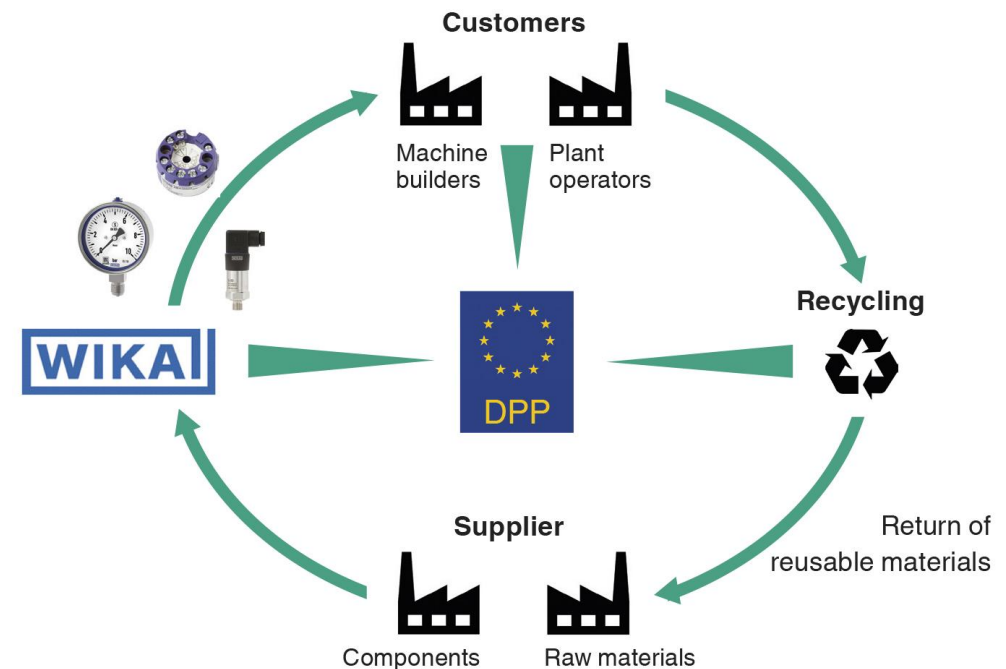 Customers
Machine
builders
Plant
operators
Recycling
WIKA
DPP
Supplier
Return of
reusable materials
Components
Raw materials